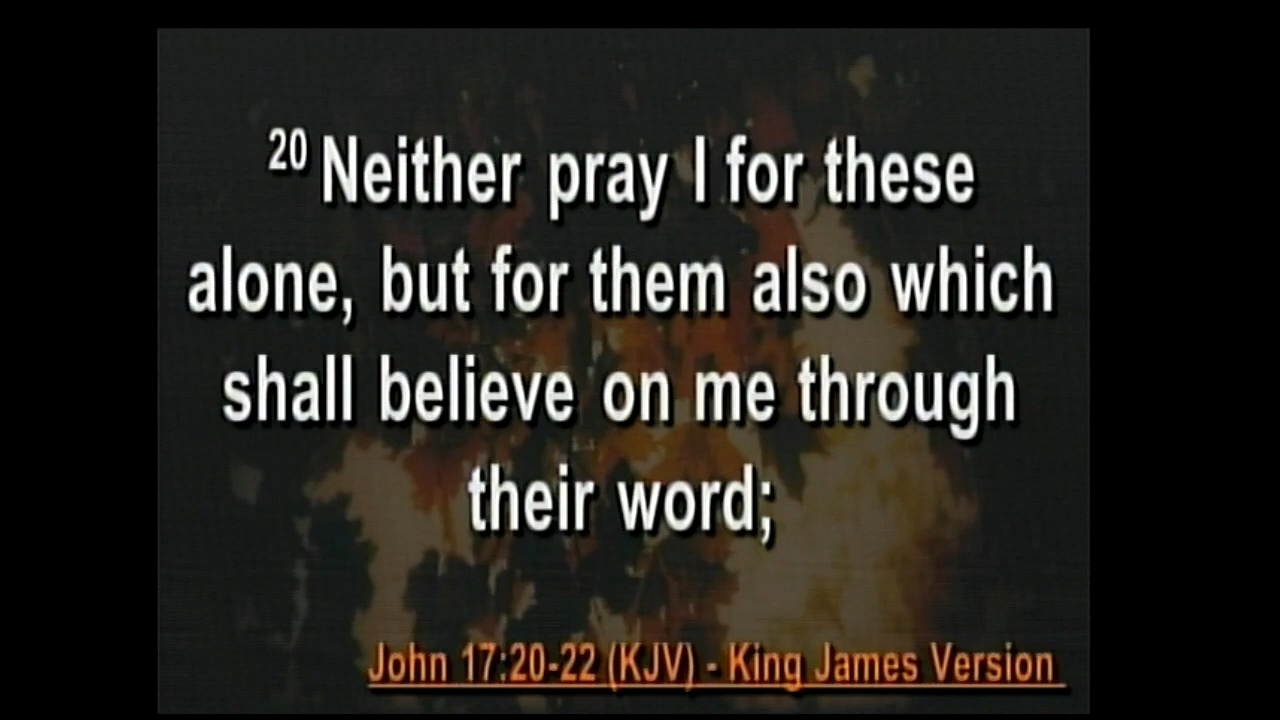 20 Neither pray I for these
alone, but for them also which
shall believe on me through
their word;
John 17:20-22 (KJV) - King James Version